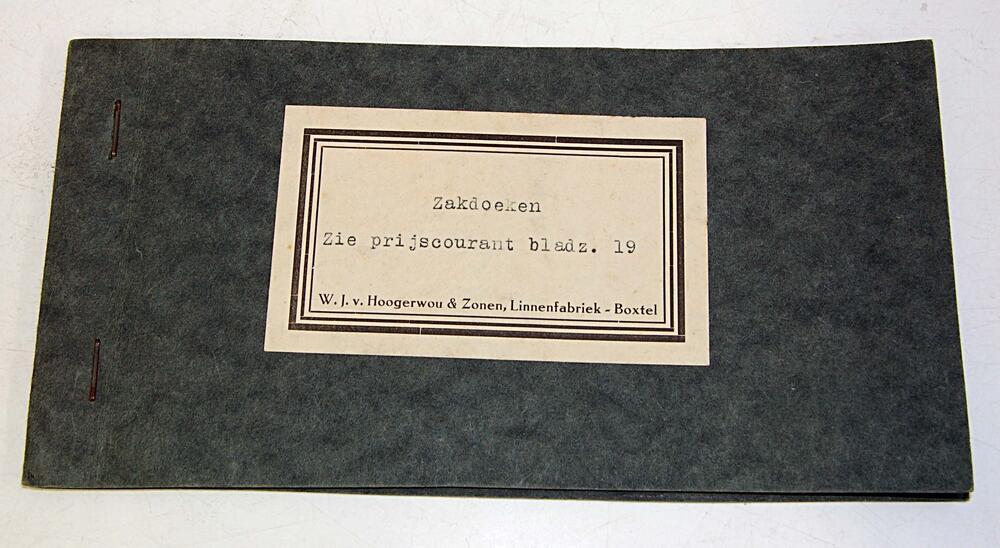 Zakdoeken
Zie prijscourant bladz. 19
W. J. v. Hoogerwou & Zonen, Linnenfabriek - Boxtel